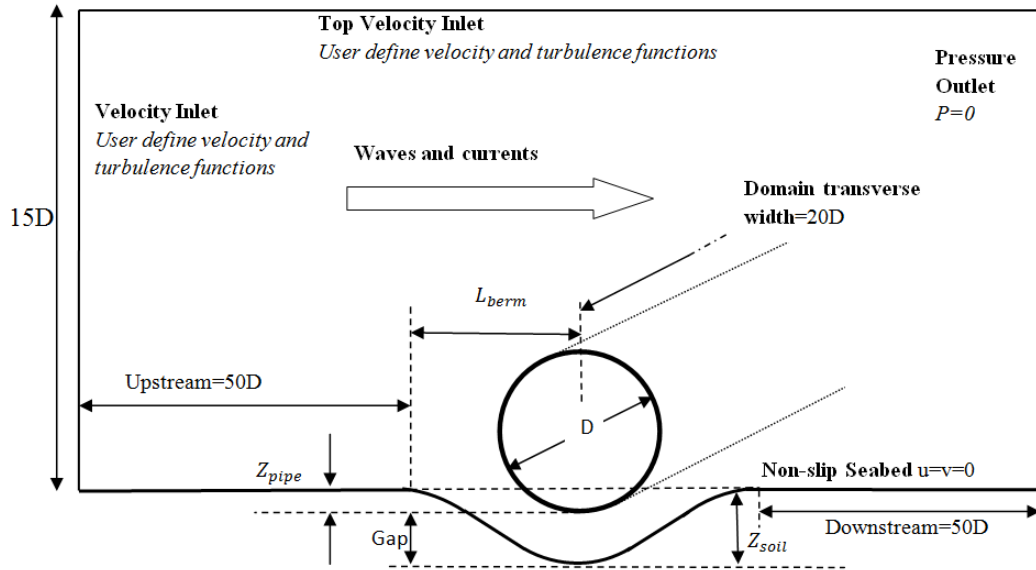 Top Velocity Inlet
User define velocity and turbulence functions
Pressure
Outlet
P=0
Velocity Inlet
User define velocity and
turbulence functions
Waves and currents
Domain transverse
width=20D
15D
L_berm
Upstream=50D
D
Z_pipe
Non-slip Seabed u=v=0
Gap
Z_soil
Downstream=50D